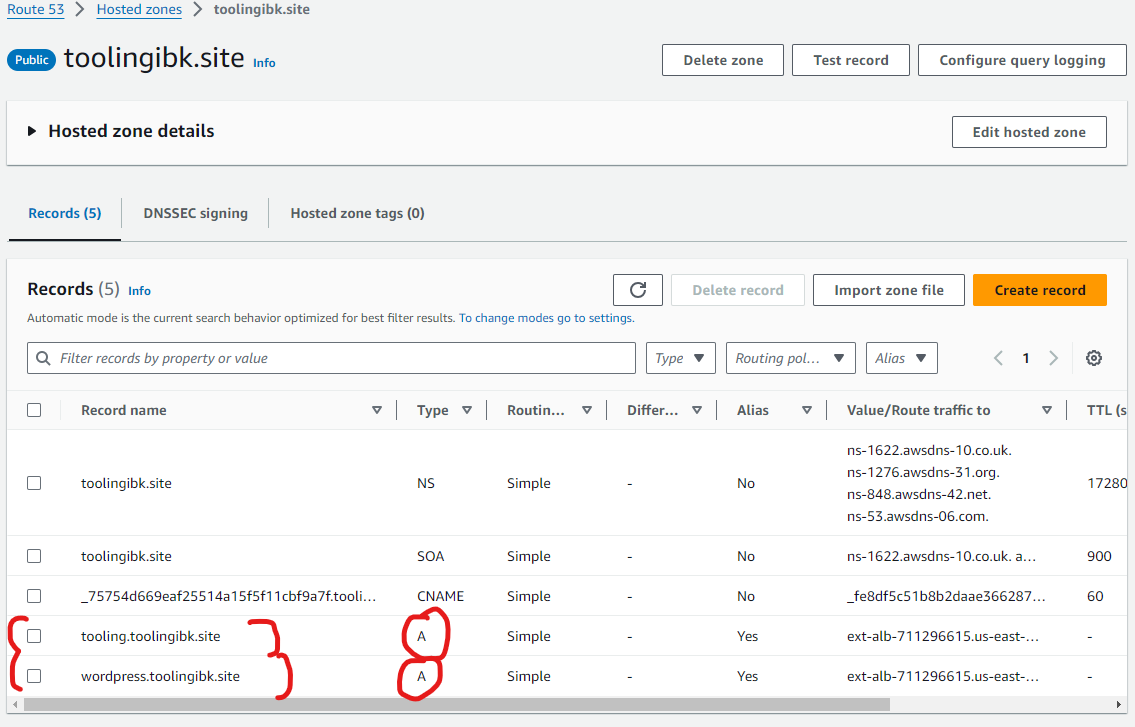 Route 53 > Hosted zones > toolingibk.site
Public toolingibk.site Info
Delete zone Test record Configure query logging
Hosted zone details
Edit hosted zone
Records (5) DNSSEC signing Hosted zone tags (0)
Records (5) Info
Delete record Import zone file Create record
Automatic mode is the current search behavior optimized for best filter results. To change modes go to settings.
Filter records by property or value Type Routing pol... Alias 1
Record name Type Routin... Differ... Alias Value/Route traffic to TTL (s
ns-1622.awsdns-10.co.uk.
ns-1276.awsdns-31.org.
toolingibk.site NS Simple - No 17280
ns-848.awsdns-42.net.
ns-53.awsdns-06.com.
toolingibk.site SOA Simple - No ns-1622.awsdns-10.co.uk. a... 900
_75754d669eaf25514a15f5f11cbf9a7f.tooli... CNAME Simple - No _fe8df5c51b8b2daae366287... 60
tooling.toolingibk.site A Simple - Yes ext-alb-711296615.us-east-... -
wordpress.toolingibk.site A Simple - Yes ext-alb-711296615.us-east-... -